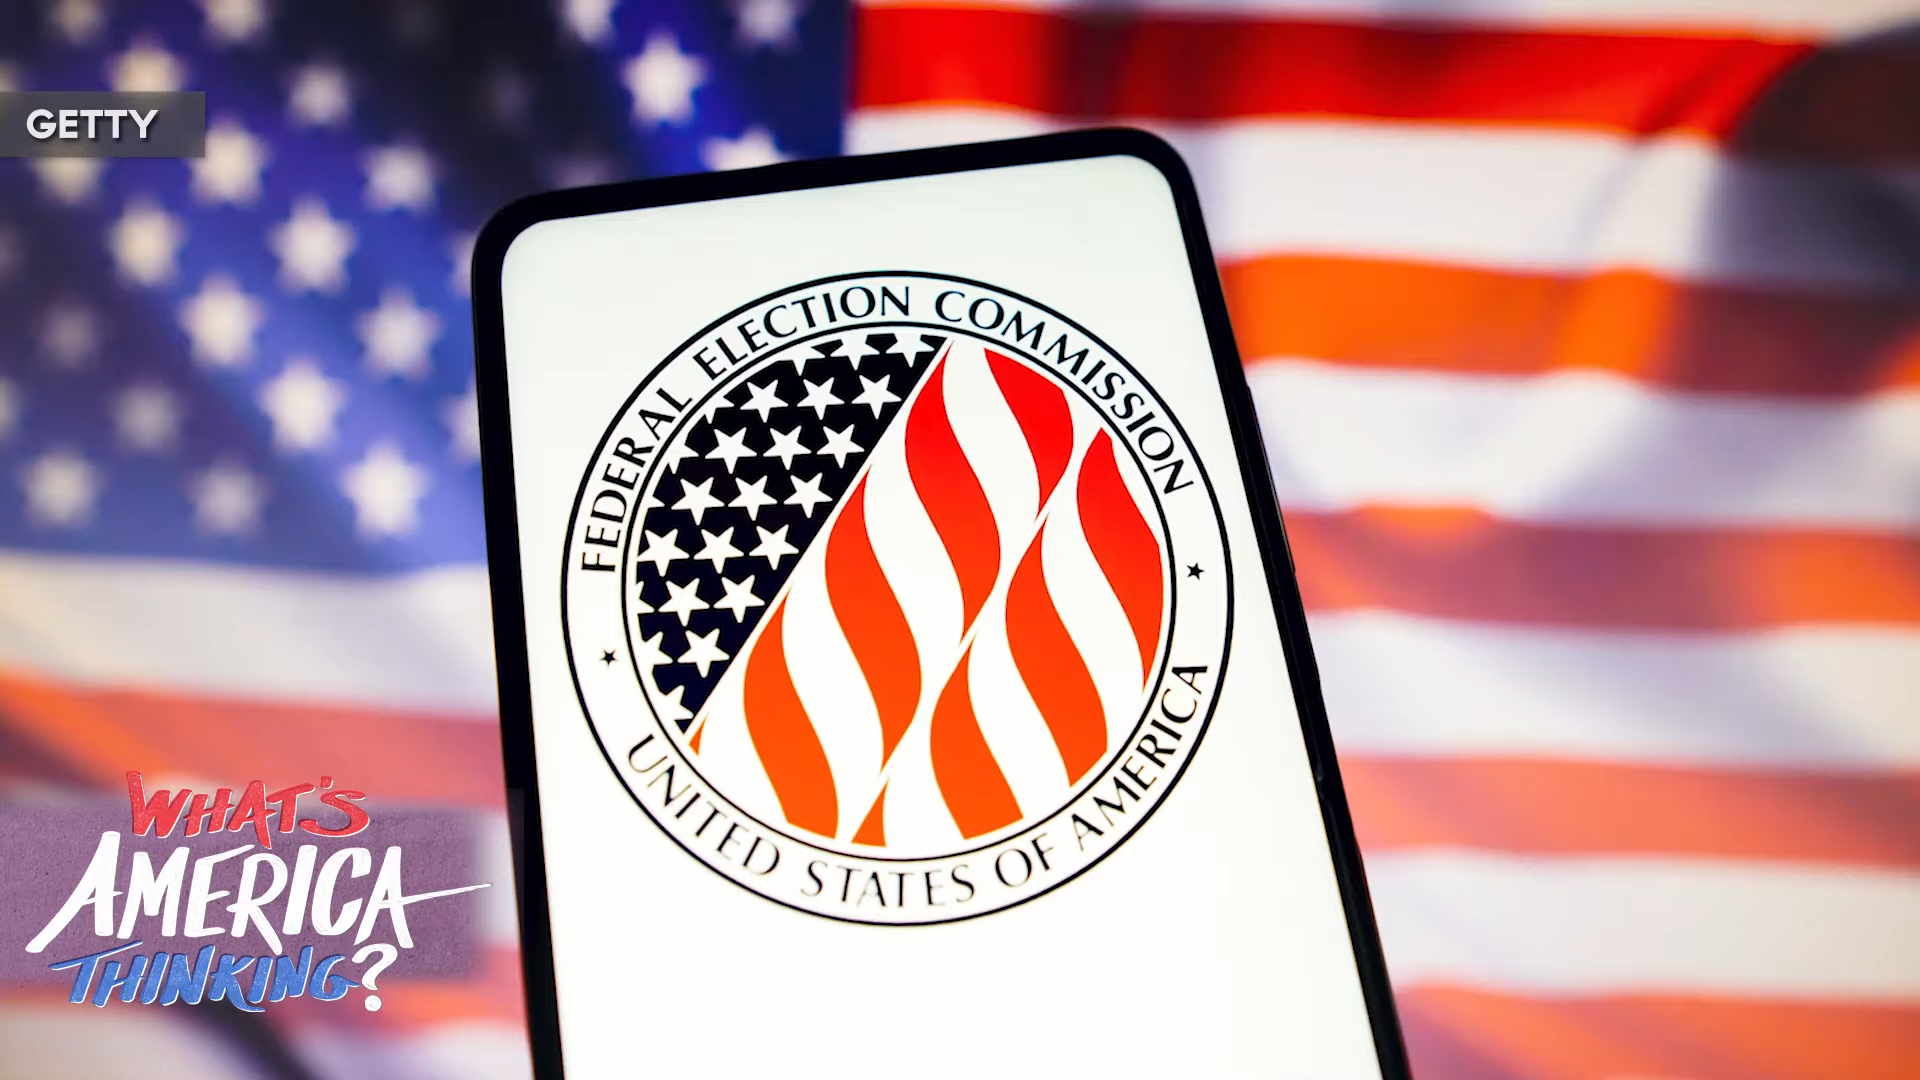 GETTY
FEDERAL ELECTION COMMISSION
UNITED STATES OF AMERICA
WHAT'S
AMERICA
THINKING?